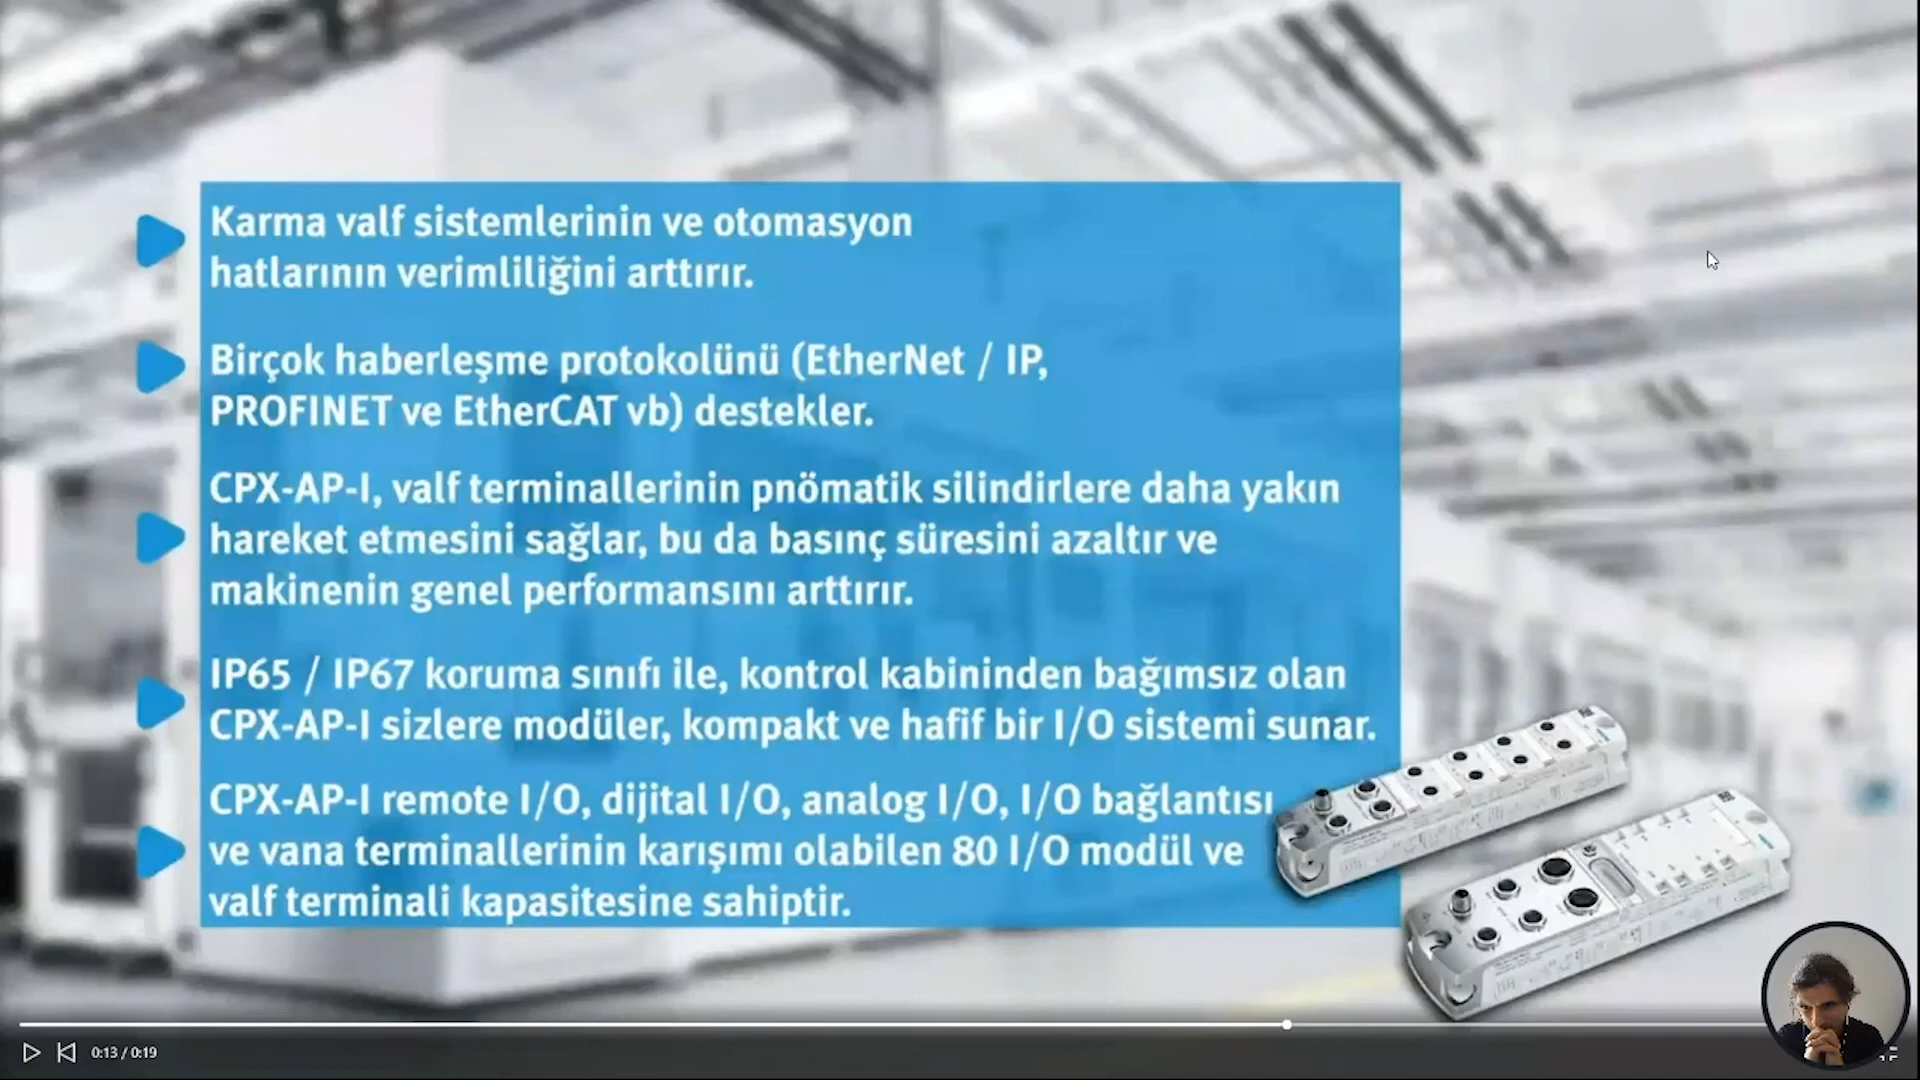 Karma valf sistemlerinin ve otomasyon
hatlarının verimliliğini arttırır.
Birçok haberleşme protokolünü (EtherNet / IP,
PROFINET ve EtherCAT vb) destekler.
CPX-AP-I, valf terminallerinin pnömatik silindirlere daha yakın
hareket etmesini sağlar, bu da basınç süresini azaltır ve
makinenin genel performansını arttırır.
IP65 / IP67 koruma sınıfı ile, kontrol kabininden bağımsız olan
CPX-AP-I sizlere modüler, kompakt ve hafif bir I/O sistemi sunar.
CPX-AP-I remote I/O, dijital I/O, analog I/O, I/O bağlantısı
ve vana terminallerinin karışımı olabilen 80 I/O modül ve
valf terminali kapasitesine sahiptir.
0:13 / 0:19